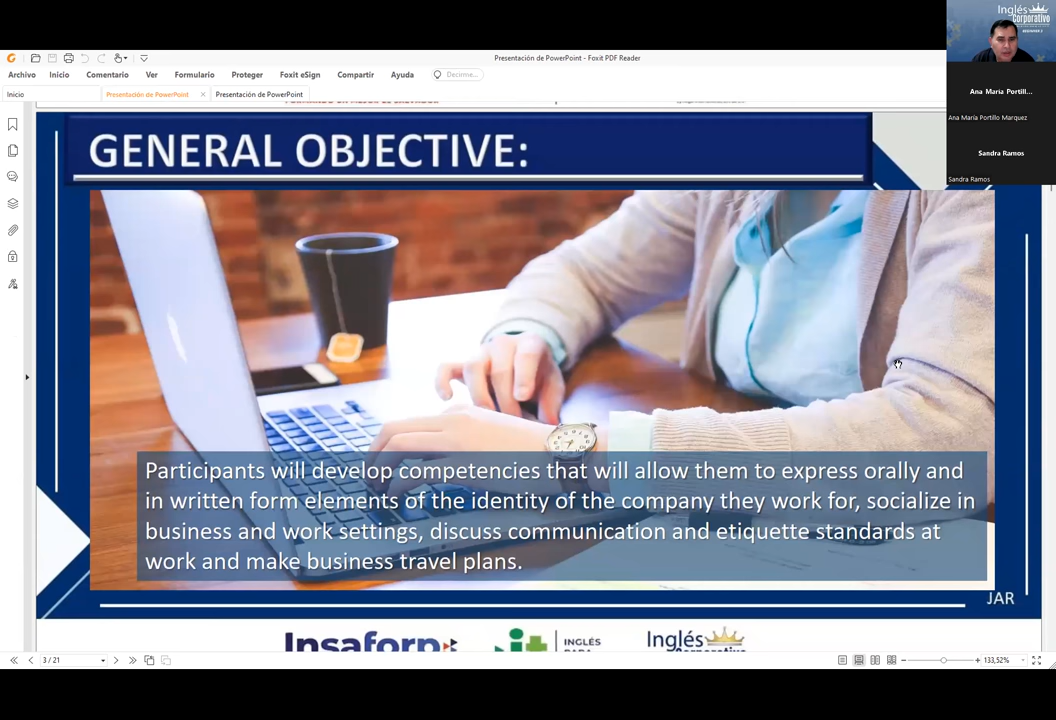 Inglés
Corporativo
BEGINNER 2
Presentación de PowerPoint - Foxit PDF Reader
Archivo Inicio Comentario Ver Formulario Proteger Foxit eSign Compartir Ayuda Decirme...
Inicio Presentación de PowerPoint × Presentación de PowerPoint
Ana María Portill...
Ana María Portillo Marquez
Sandra Ramos
Sandra Ramos
GENERAL OBJECTIVE:
Participants will develop competencies that will allow them to express orally and
in written form elements of the identity of the company they work for, socialize in
business and work settings, discuss communication and etiquette standards at
work and make business travel plans.
JAR
Insaforp
INGLÉS
PARA
Inglés
Corporativo
3 / 21
133,52%